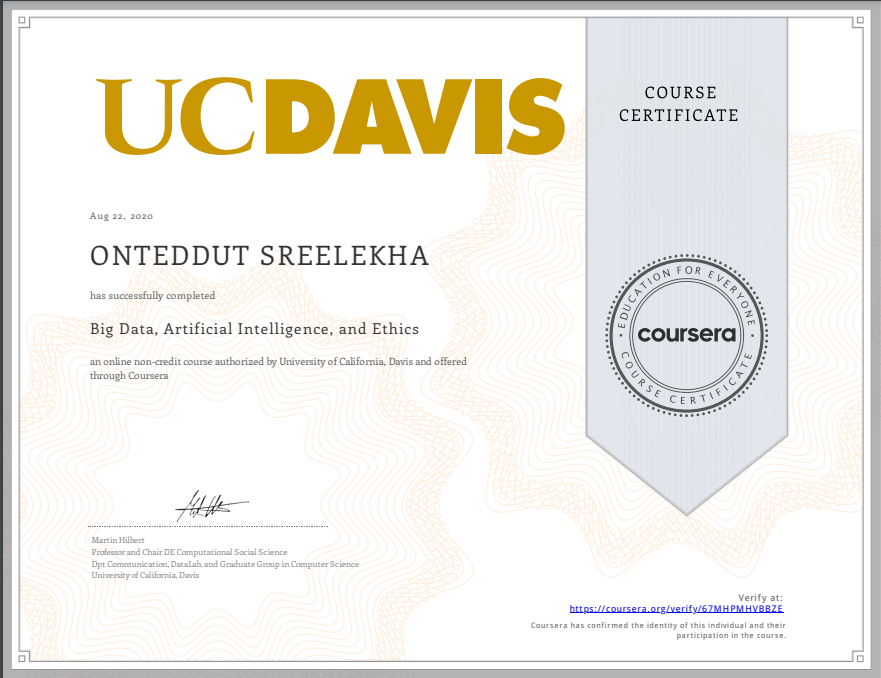 UCDAVIS
COURSE
CERTIFICATE
Aug 22, 2020
ONTEDDUT SREELEKHA
has successfully completed
Big Data, Artificial Intelligence, and Ethics
an online non-credit course authorized by University of California, Davis and offered
through Coursera
EDUCATION FOR EVERYONE
coursera
COURSE CERTIFICATE
Martin Hilbert
Professor and Chair DE Computational Social Science
Dpt Communication, DataLab, and Graduate Group in Computer Science
University of California, Davis
Verify at:
https://coursera.org/verify/67MHPMHVBBZE
Coursera has confirmed the identity of this individual and their
participation in the course.